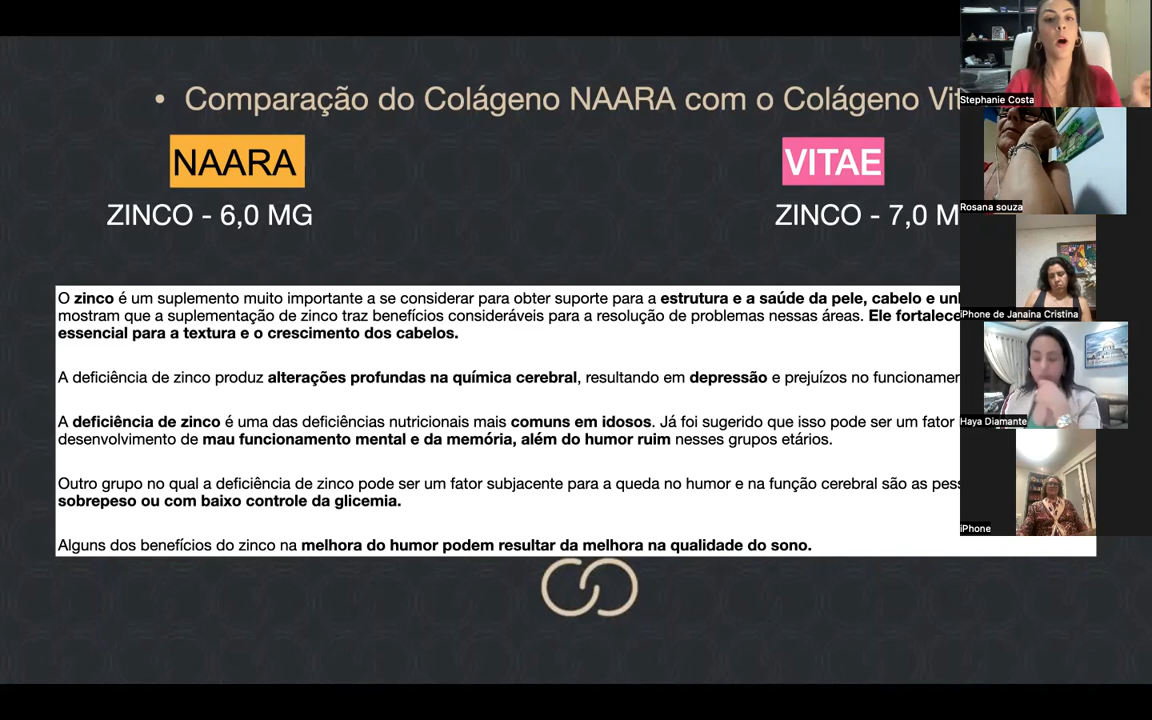 • Comparação do Colágeno NAARA com o Colágeno
NAARA
VITAE
ZINCO - 6,0 MG
ZINCO - 7,0
O zinco é um suplemento muito importante a se considerar para obter suporte para a estrutura e a saúde da pele, cabelo e
mostram que a suplementação de zinco traz benefícios consideráveis para a resolução de problemas nessas áreas. Ele fortalece
essencial para a textura e o crescimento dos cabelos.
A deficiência de zinco produz alterações profundas na química cerebral, resultando em depressão e prejuízos no
A deficiência de zinco é uma das deficiências nutricionais mais comuns em idosos. Já foi sugerido que isso pode ser um fator
desenvolvimento de mau funcionamento mental e da memória, além do humor ruim nesses grupos etários.
Outro grupo no qual a deficiência de zinco pode ser um fator subjacente para a queda no humor e na função cerebral são as
sobrepeso ou com baixo controle da glicemia.
Alguns dos benefícios do zinco na melhora do humor podem resultar da melhora na qualidade do sono.
Stephanie Costa
Rosana souza
iPhone de Janaina Cristina
Haya Diamante
iPhone